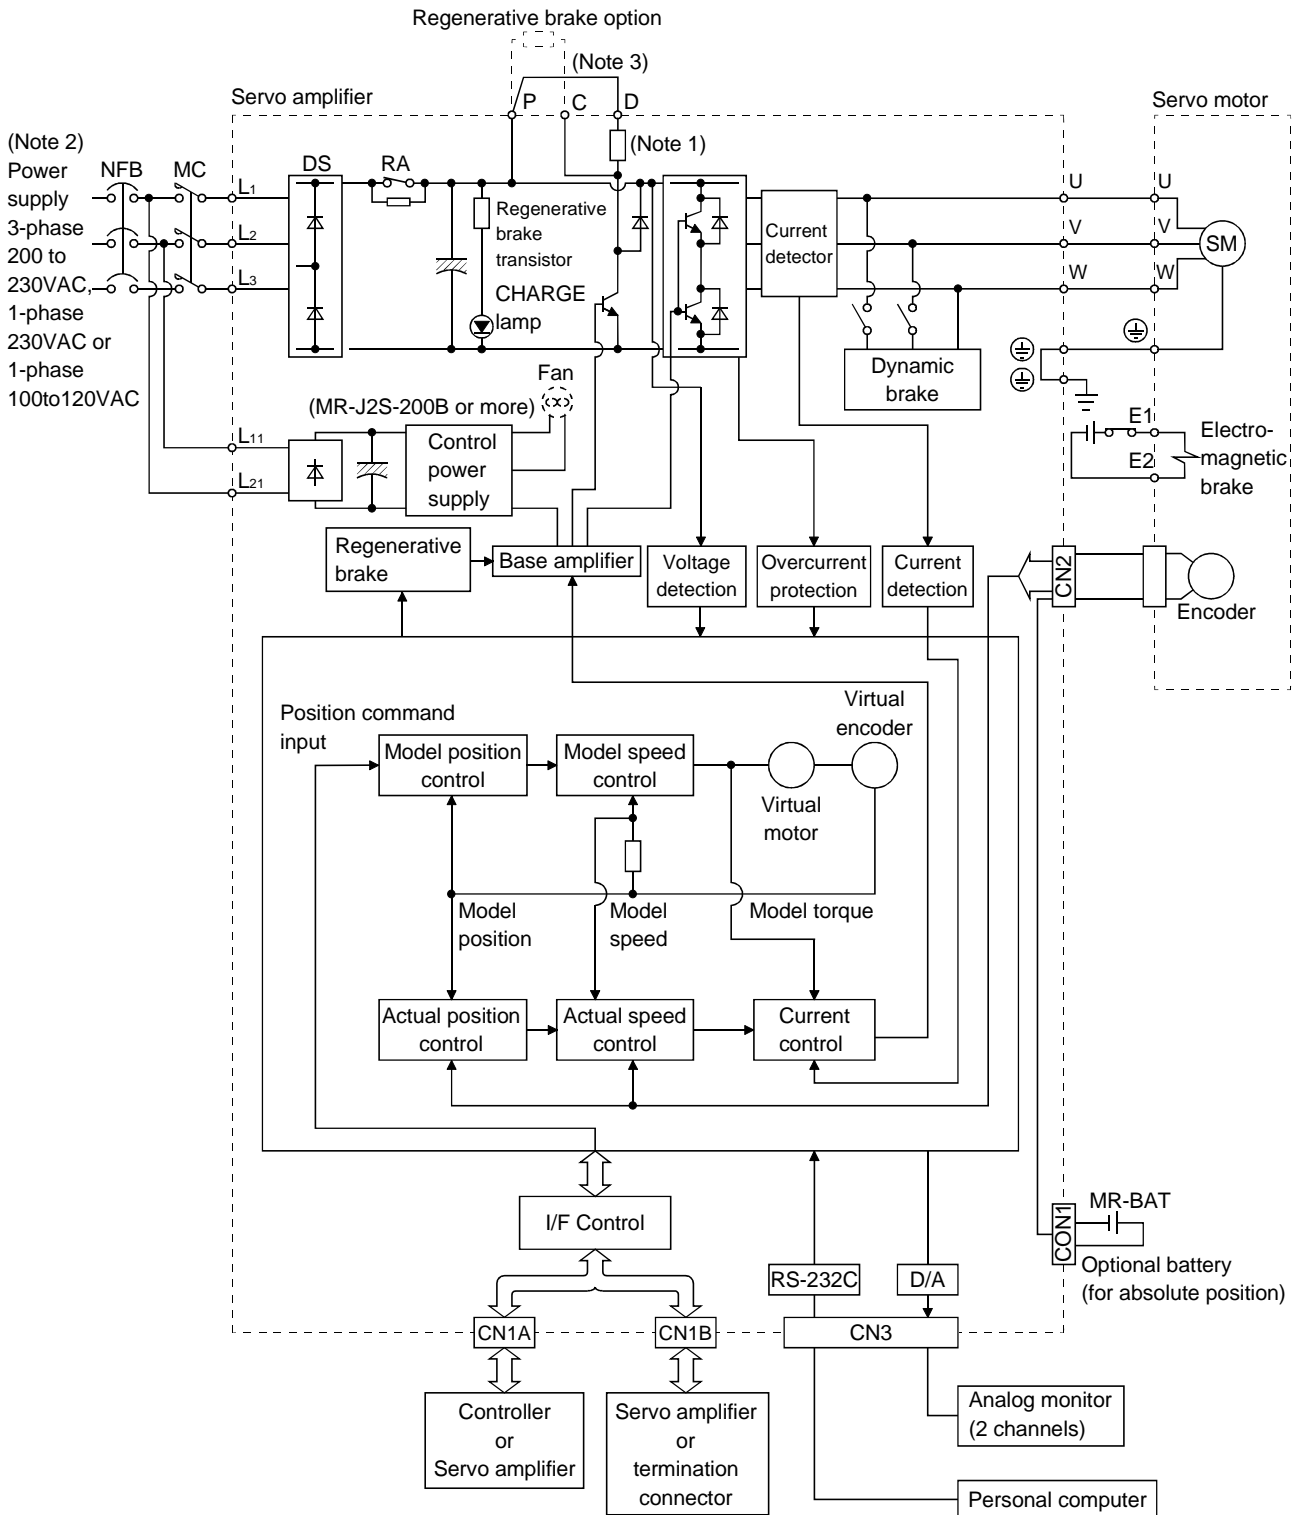 Regenerative brake option
(Note 3)
Servo amplifier
P
C
D
Servo motor
(Note 2)
Power
supply
3-phase
200 to
230VAC,
1-phase
230VAC or
1-phase
100to120VAC
NFB
MC
DS
RA
(Note 1)
L1
L2
L3
Regenerative
brake
transistor
CHARGE
lamp
Current
detector
U
V
W
U
V
W
SM
Dynamic
brake
Fan
(MR-J2S-200B or more)
L11
L21
Control
power
supply
E1
E2
Electro-
magnetic
brake
Regenerative
brake
Base amplifier
Voltage
detection
Overcurrent
protection
Current
detection
CN2
Encoder
Position command
input
Model position
control
Model speed
control
Virtual
encoder
Virtual
motor
Model
position
Model
speed
Model torque
Actual position
control
Actual speed
control
Current
control
I/F Control
RS-232C
D/A
CON1
MR-BAT
Optional battery
(for absolute position)
CN1A
CN1B
CN3
Controller
or
Servo amplifier
Servo amplifier
or
termination
connector
Analog monitor
(2 channels)
Personal computer